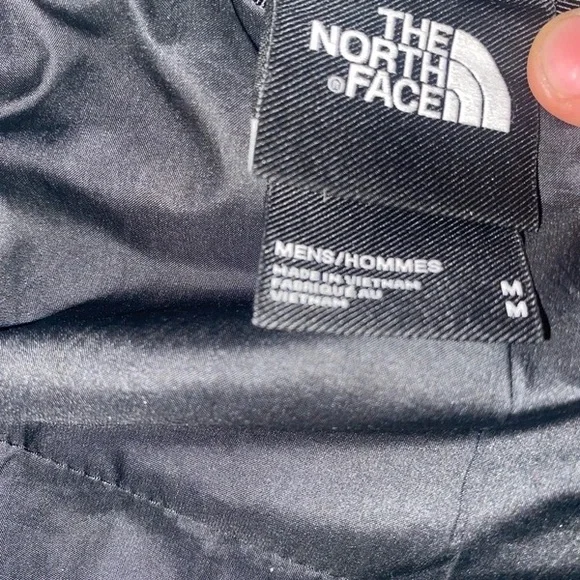 THE
NORTH
FACE
®
MENS/HOMMES
MADE IN VIETNAM
FABRIQUÉ AU
VIETNAM
M
M